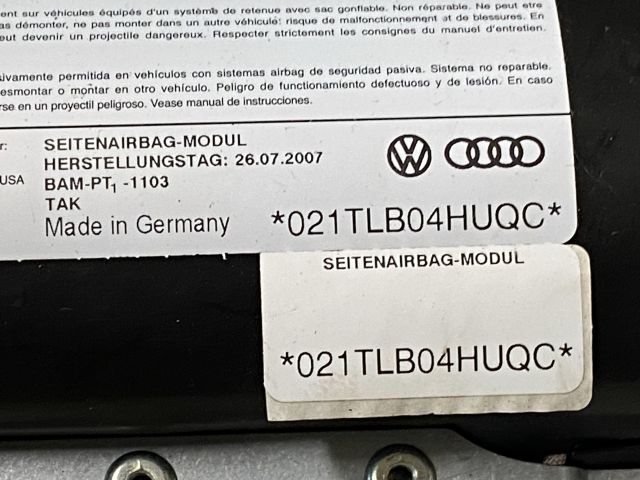 ent sur véhicules équipés d'un système de retenue avec sac gonflable. Non réparable. Ne peut être
as démonter, ne pas monter dans un autre véhicule: risque de malfonctionnement et de blessures. En
eut devenir un projectile dangereux. Respecter strictement les consignes du manuel d'entretien.
sivamente permitida en vehículos con sistemas airbag de seguridad pasiva. Sistema no reparable.
esmontar o montar en otro vehículo. Peligro de funcionamiento defectuoso y de lesión. En caso
rse en un proyectil peligroso. Vease manual de instrucciones.
r: SEITENAIRBAG-MODUL
HERSTELLUNGSTAG: 26.07.2007
USA BAM-PT1 -1103
TAK
Made in Germany *021TLB04HUQC*
SEITENAIRBAG-MODUL
*021TLB04HUQC*